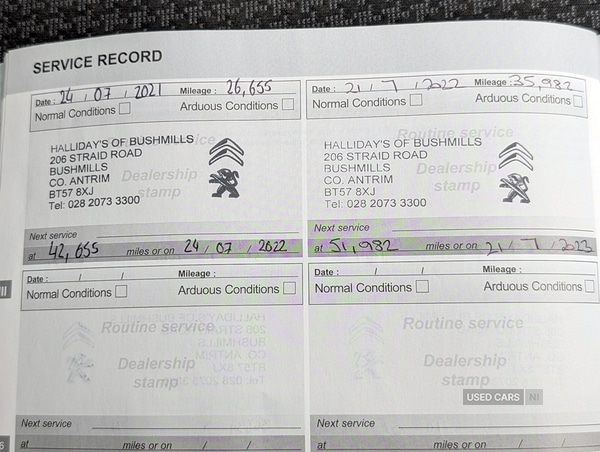 SERVICE RECORD
Date : 24 / 07 / 2021 Mileage : 26,655
Normal Conditions Arduous Conditions
Routine service
HALLIDAY'S OF BUSHMILLS
206 STRAID ROAD
BUSHMILLS
CO. ANTRIM
BT57 8XJ
Tel: 028 2073 3300
Dealership
stamp
Next service
at 42,655 miles or on 24 / 07 / 2022
Date : 21 / 7 / 2022 Mileage : 35,982
Normal Conditions Arduous Conditions
Routine service
HALLIDAY'S OF BUSHMILLS
206 STRAID ROAD
BUSHMILLS
CO. ANTRIM
BT57 8XJ
Tel: 028 2073 3300
Dealership
stamp
Next service
at 51,982 miles or on 21 / 7 / 2023
Date : / / Mileage :
Normal Conditions Arduous Conditions
Routine service
Dealership
stamp
Next service
at miles or on / /
Date : / / Mileage :
Normal Conditions Arduous Conditions
Routine service
Dealership
stamp
Next service
at miles or on / /
USED CARS NI